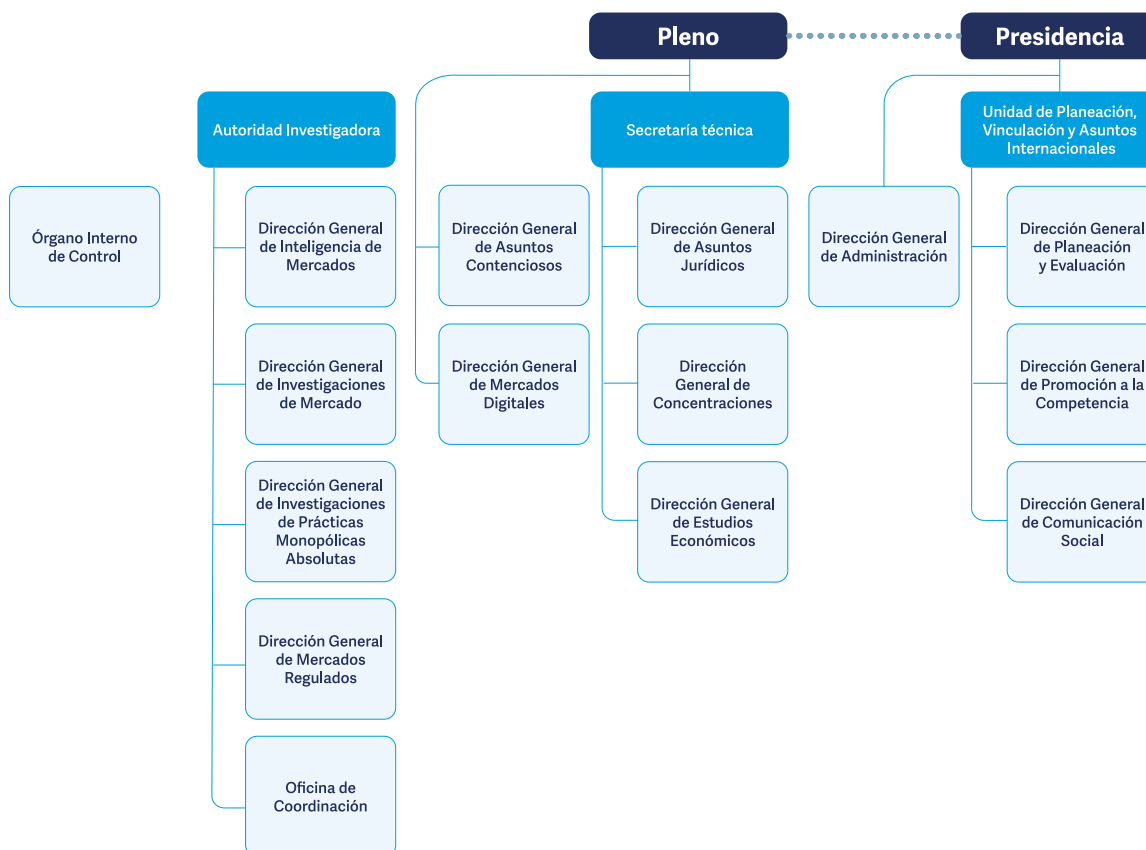 Pleno
Presidencia
Autoridad Investigadora
Secretaría técnica
Unidad de Planeación,
Vinculación y Asuntos
Internacionales
Órgano Interno
de Control
Dirección General
de Inteligencia de
Mercados
Dirección General
de Asuntos
Contenciosos
Dirección General
de Asuntos
Jurídicos
Dirección General
de Administración
Dirección General
de Planeación
y Evaluación
Dirección General
de Investigaciones
de Mercado
Dirección General
de Mercados
Digitales
Dirección
General de
Concentraciones
Dirección General
de Promoción a la
Competencia
Dirección General
de Investigaciones
de Prácticas
Monopólicas
Absolutas
Dirección General
de Estudios
Económicos
Dirección General
de Comunicación
Social
Dirección General
de Mercados
Regulados
Oficina de
Coordinación